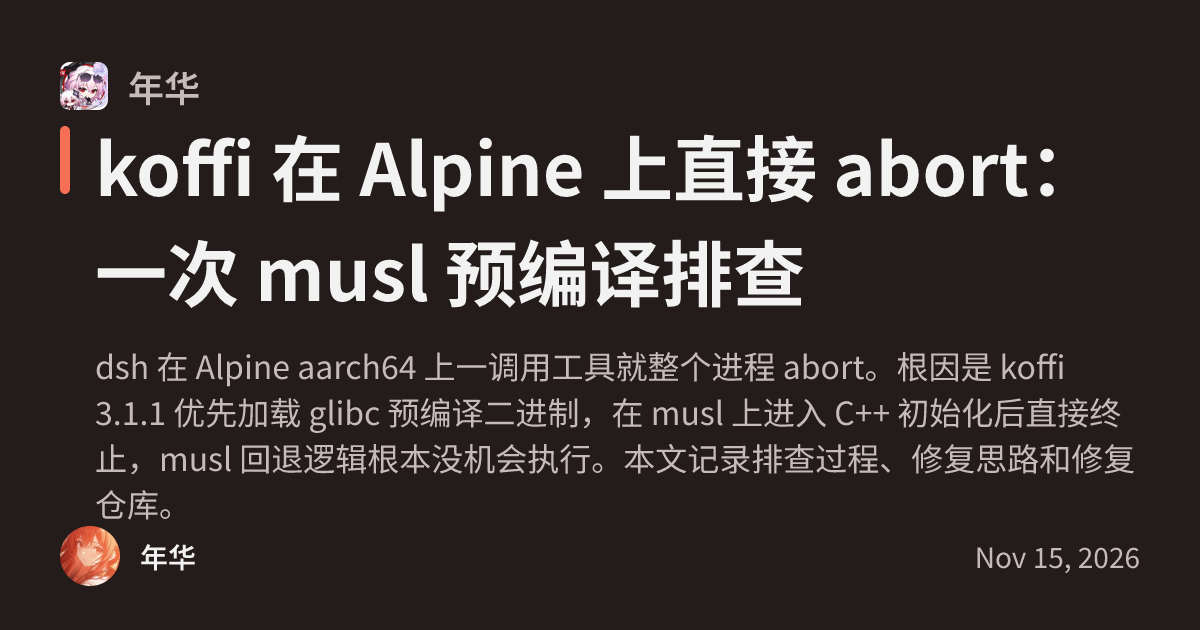 年华
koffi 在 Alpine 上直接 abort：
一次 musl 预编译排查
dsh 在 Alpine aarch64 上一调用工具就整个进程 abort。根因是 koffi
3.1.1 优先加载 glibc 预编译二进制，在 musl 上进入 C++ 初始化后直接终
止，musl 回退逻辑根本没机会执行。本文记录排查过程、修复思路和修复
仓库。
年华
Nov 15, 2026